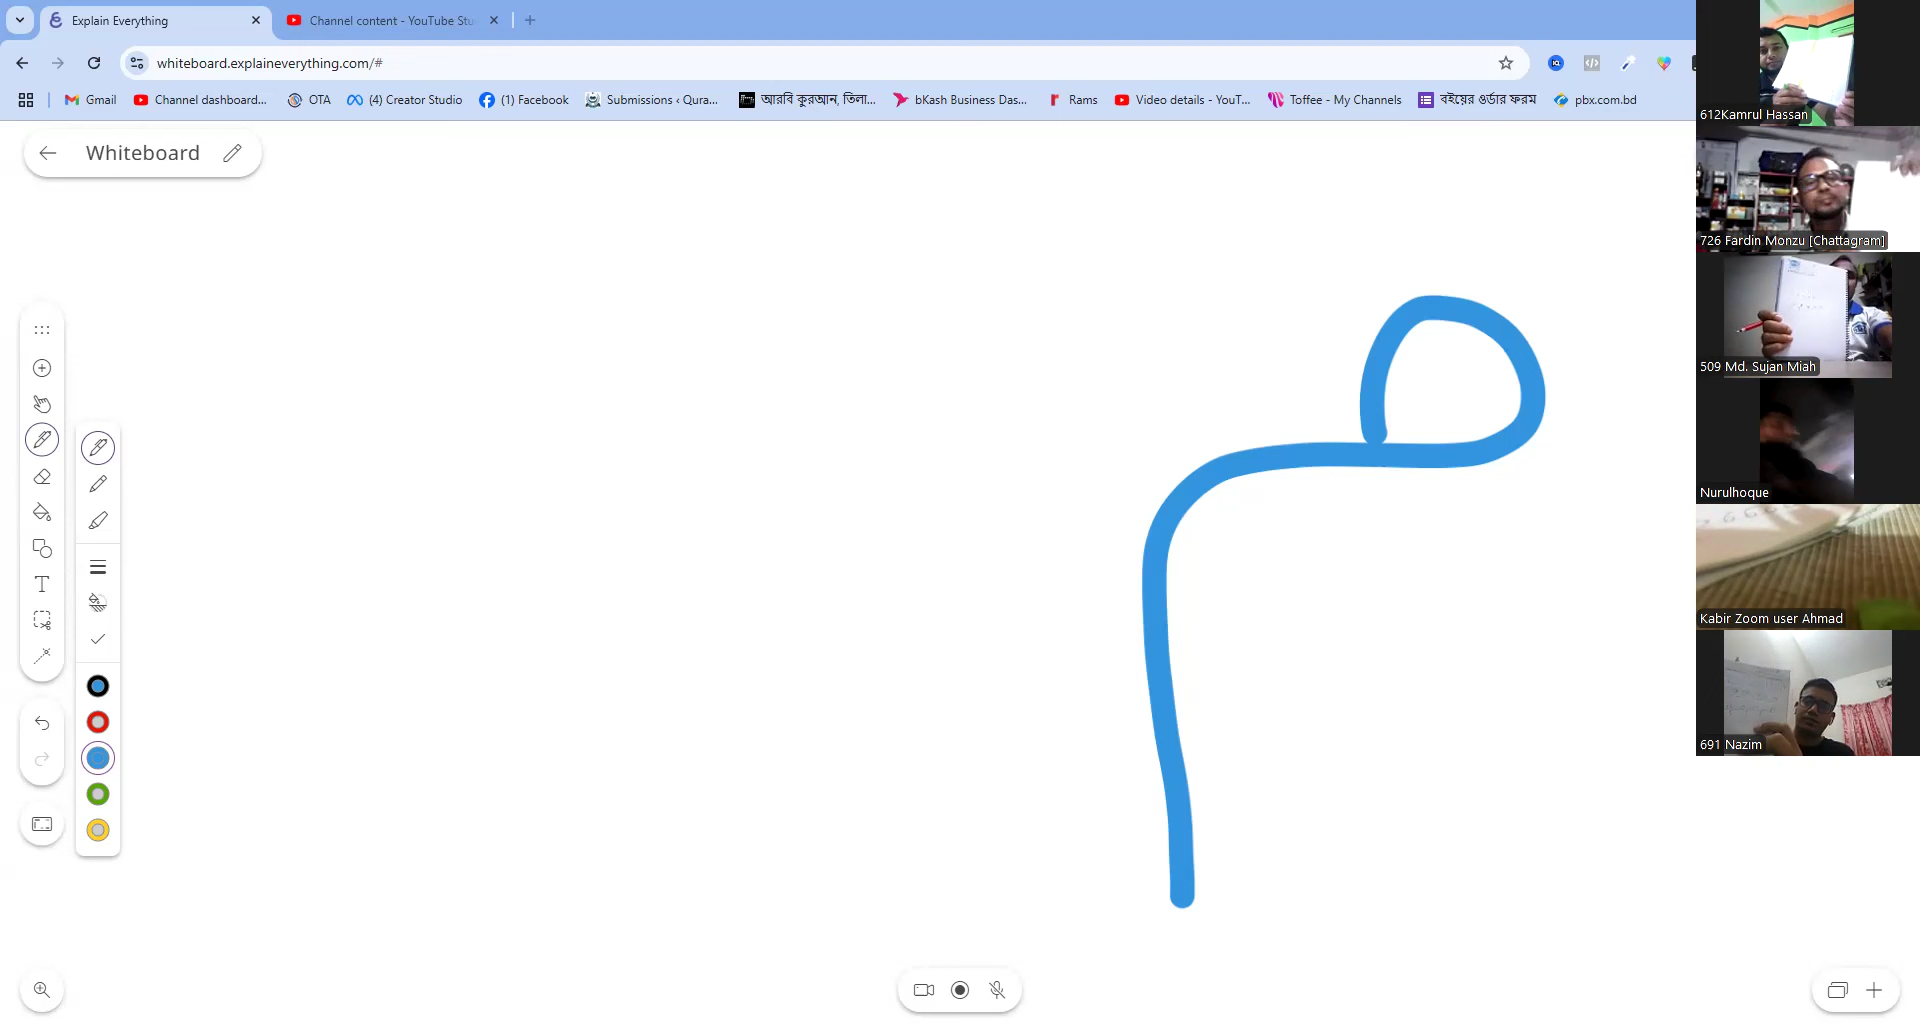 Explain Everything
Channel content - YouTube Stu
whiteboard.explaineverything.com/#
Gmail
Channel dashboard...
OTA
(4) Creator Studio
(1) Facebook
Submissions ‹ Qura...
আরবি কুরআন, তিলা...
bKash Business Das...
Rams
Video details - YouT...
Toffee - My Channels
বইয়ের ওর্ডার ফরম
pbx.com.bd
Whiteboard
م
612Kamrul Hassan
726 Fardin Monzu [Chattagram]
509 Md. Sujan Miah
Nurulhoque
Kabir Zoom user Ahmad
691 Nazim